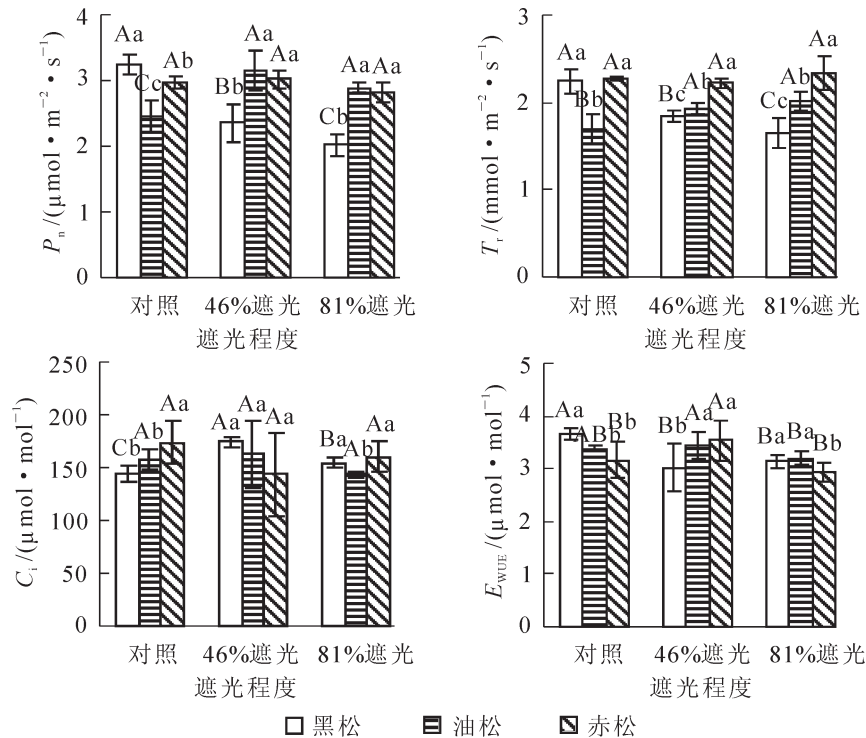 P_n/(μmol·m⁻²·s⁻¹)
4
3
2
1
0
Aa Cc Ab
Bb Aa Aa
Cb Aa Aa
对照 46%遮光 81%遮光
遮光程度
T_r/(mmol·m⁻²·s⁻¹)
3
2
1
0
Aa Bb Aa
Bc Ab Aa
Cc Ab Aa
对照 46%遮光 81%遮光
遮光程度
C_i/(μmol·mol⁻¹)
250
200
150
100
50
0
Cb Ab Aa
Aa Aa Aa
Ba Ab Aa
对照 46%遮光 81%遮光
遮光程度
E_WUE/(μmol·mol⁻¹)
5
4
3
2
1
0
Aa ABb Bb
Bb Aa Aa
Ba Ba Bb
对照 46%遮光 81%遮光
遮光程度
黑松 油松 赤松